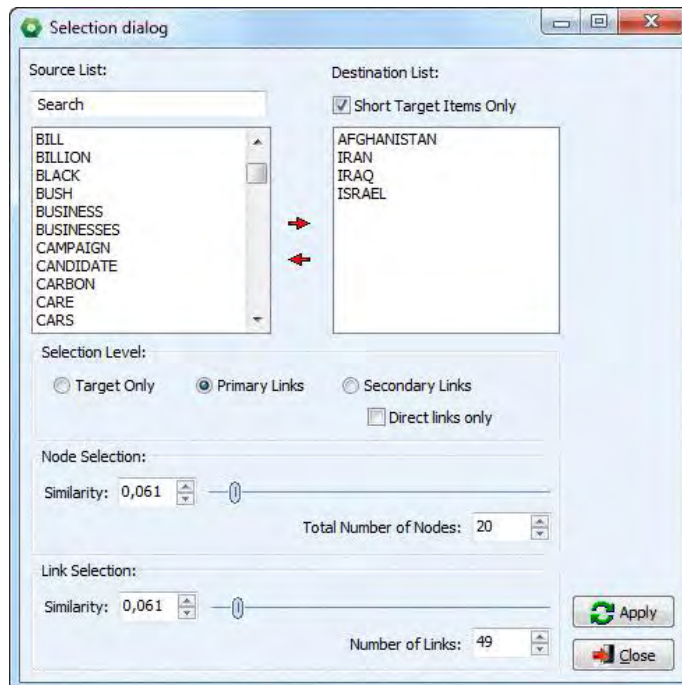 Selection dialog
Source List:
Destination List:
Search
Short Target Items Only
BILL
BILLION
BLACK
BUSH
BUSINESS
BUSINESSES
CAMPAIGN
CANDIDATE
CARBON
CARE
CARS
AFGHANISTAN
IRAN
IRAQ
ISRAEL
Selection Level:
Target Only Primary Links Secondary Links
Direct links only
Node Selection:
Similarity: 0,061
Total Number of Nodes: 20
Link Selection:
Similarity: 0,061
Number of Links: 49
Apply
Close